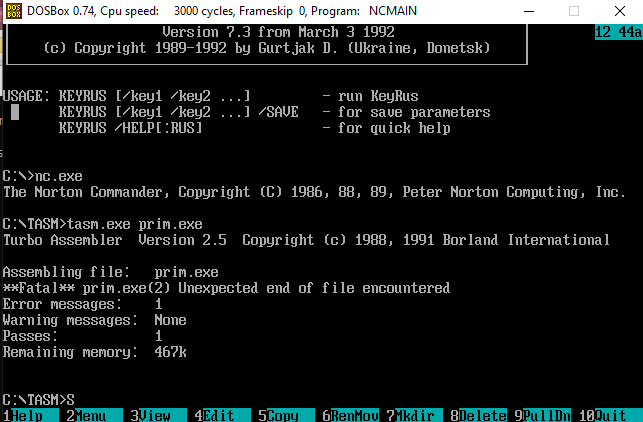 DOSBox 0.74, Cpu speed: 3000 cycles, Frameskip 0, Program: NCMAIN
Version 7.3 from March 3 1992
12 44a
(c) Copyright 1989-1992 by Gurtjak D. (Ukraine, Donetsk)
USAGE: KEYRUS [/key1 /key2 ...] - run KeyRus
KEYRUS [/key1 /key2 ...] /SAVE - for save parameters
KEYRUS /HELP[:RUS] - for quick help
C:\>nc.exe
The Norton Commander, Copyright (C) 1986, 88, 89, Peter Norton Computing, Inc.
C:\TASM>tasm.exe prim.exe
Turbo Assembler Version 2.5 Copyright (c) 1988, 1991 Borland International
Assembling file: prim.exe
**Fatal** prim.exe(2) Unexpected end of file encountered
Error messages: 1
Warning messages: None
Passes: 1
Remaining memory: 467k
C:\TASM>S
1Help 2Menu 3View 4Edit 5Copy 6RenMov 7Mkdir 8Delete 9PullDn 10Quit